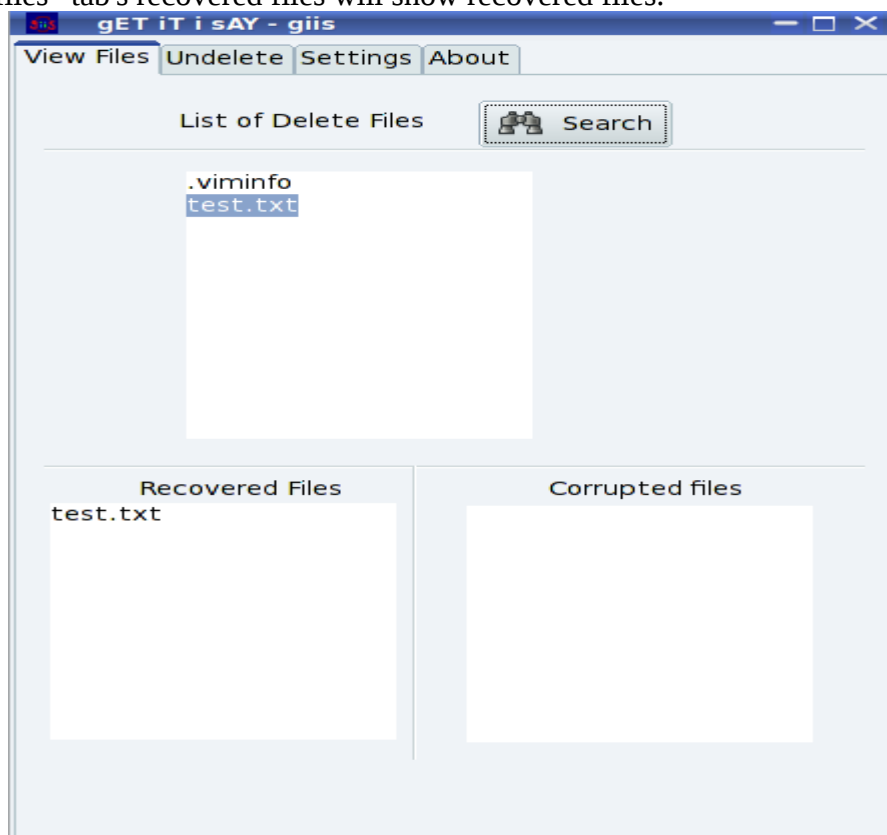 files" tab's recovered files will show recovered files.
giis gET iT i sAY - giis
View Files Undelete Settings About
List of Delete Files Search
.viminfo
test.txt
Recovered Files Corrupted files
test.txt